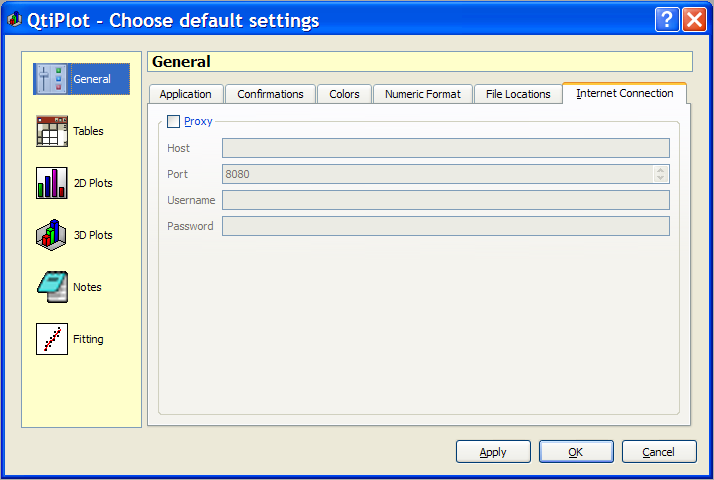 QtiPlot - Choose default settings
General
Tables
2D Plots
3D Plots
Notes
Fitting
General
Application Confirmations Colors Numeric Format File Locations Internet Connection
Proxy
Host
Port 8080
Username
Password
Apply OK Cancel